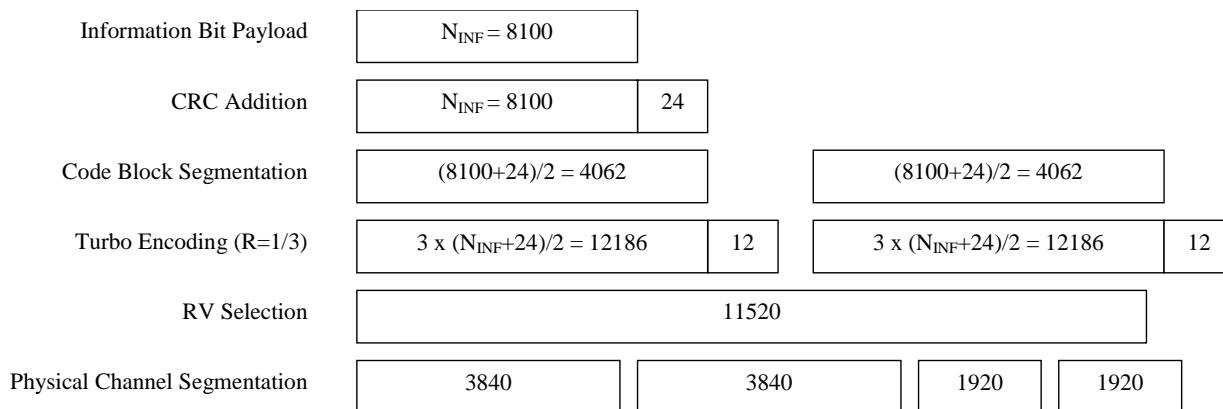 Information Bit Payload N_INF = 8100
CRC Addition N_INF = 8100 24
Code Block Segmentation (8100+24)/2 = 4062 (8100+24)/2 = 4062
Turbo Encoding (R=1/3) 3 x (N_INF+24)/2 = 12186 12 3 x (N_INF+24)/2 = 12186 12
RV Selection 11520
Physical Channel Segmentation 3840 3840 1920 1920